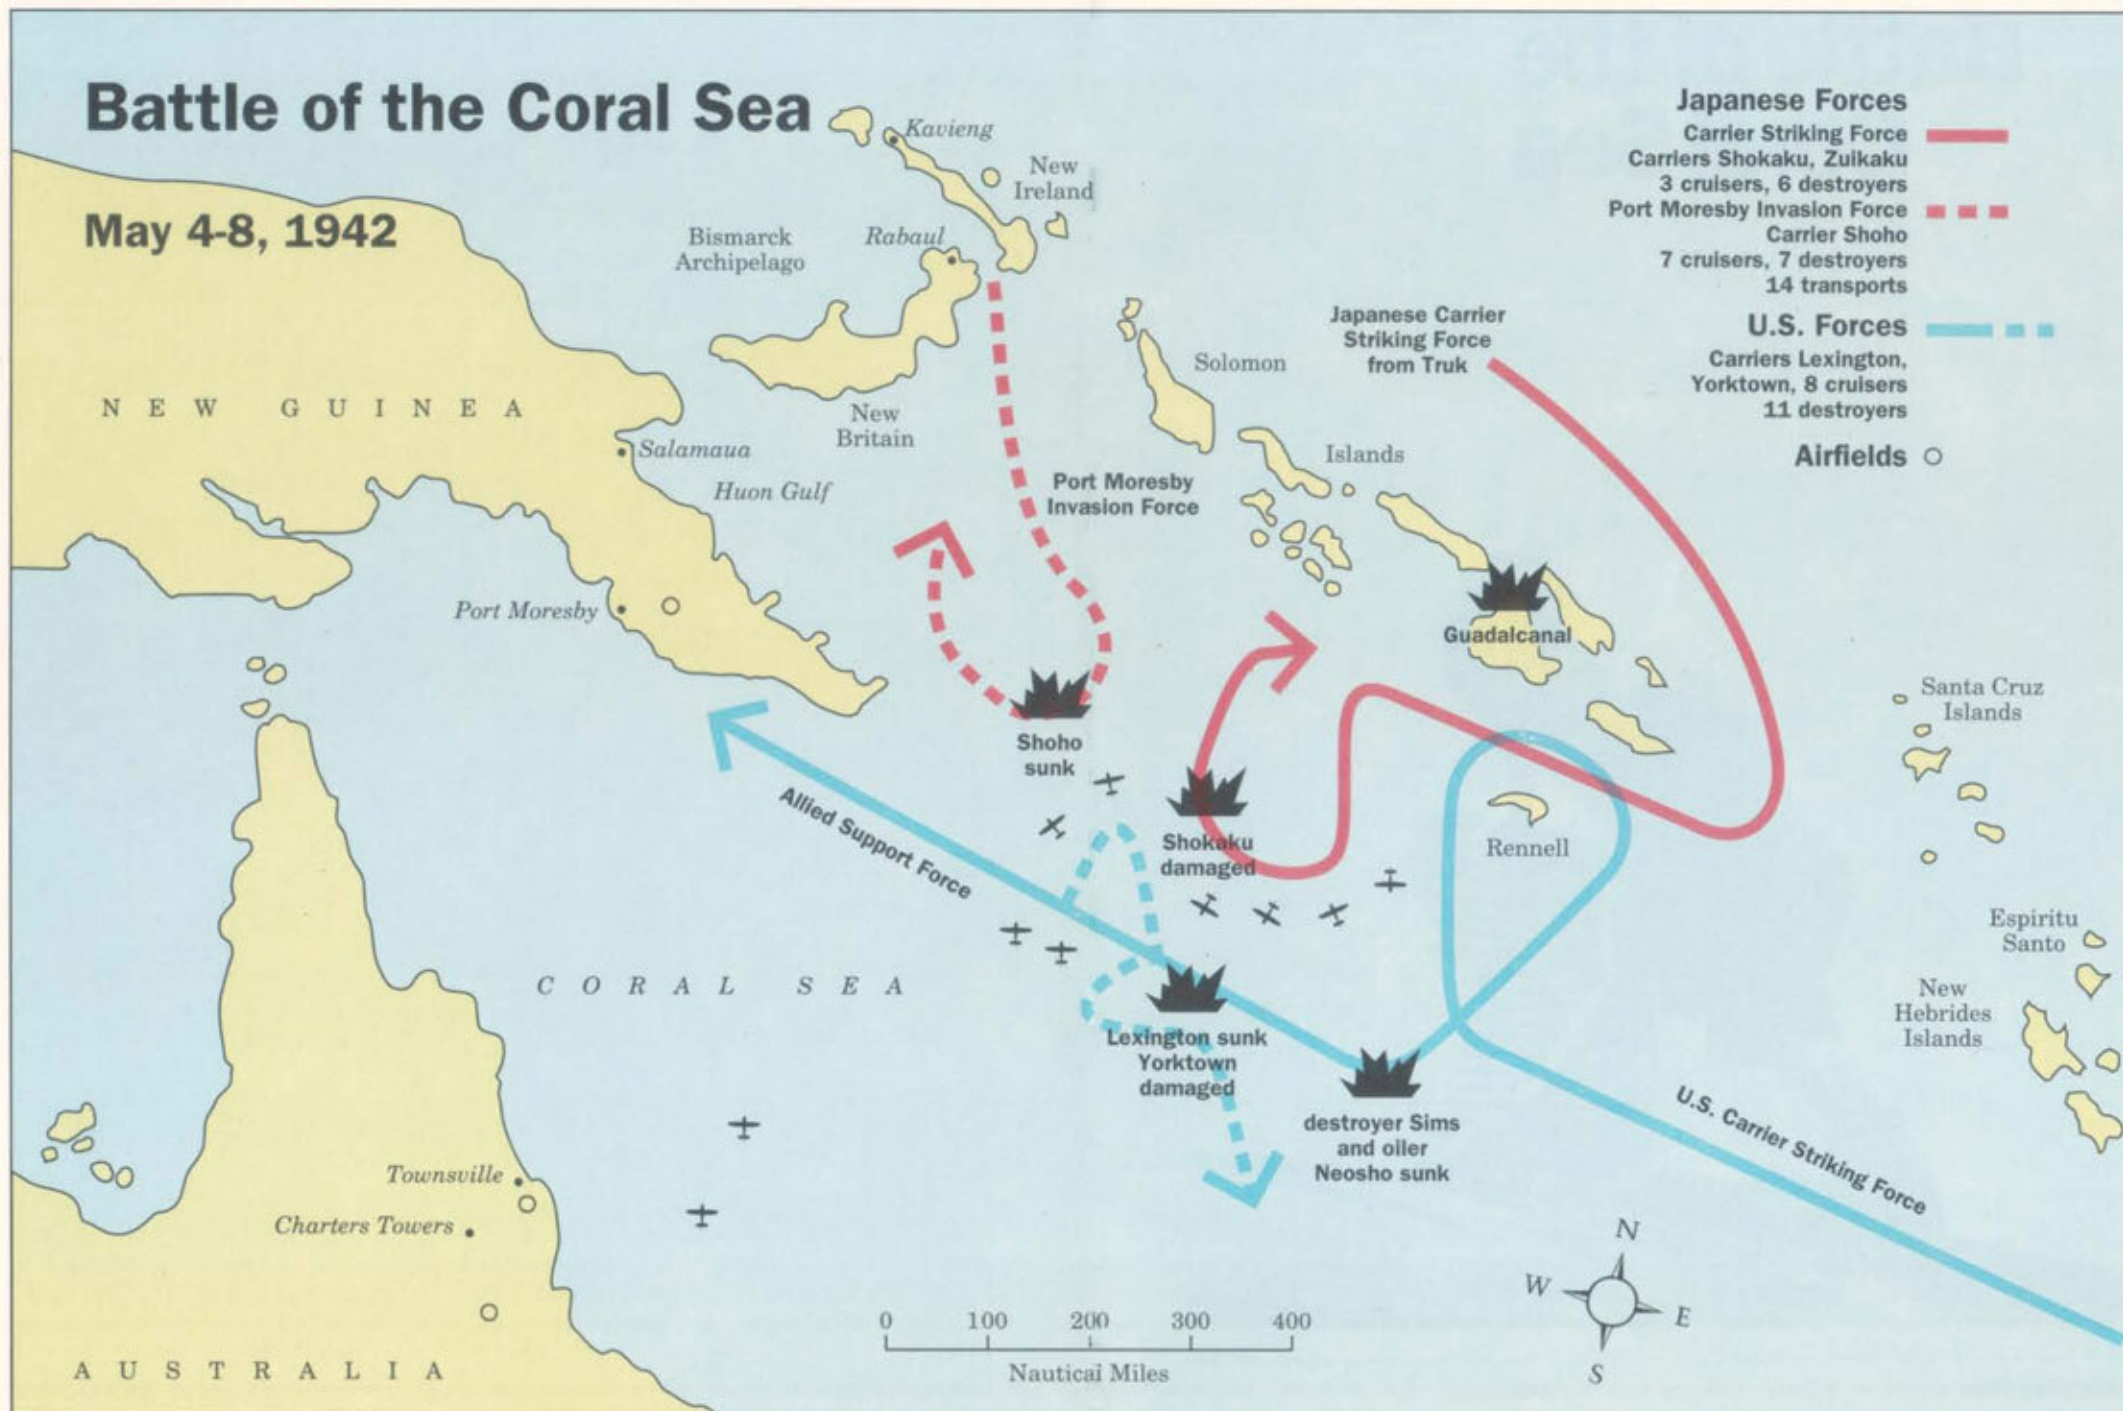 Battle of the Coral Sea
May 4-8, 1942
Japanese Forces
Carrier Striking Force
Carriers Shokaku, Zuikaku
3 cruisers, 6 destroyers
Port Moresby Invasion Force
Carrier Shoho
7 cruisers, 7 destroyers
14 transports
U.S. Forces
Carriers Lexington,
Yorktown, 8 cruisers
11 destroyers
Airfields
Kavieng
New
Ireland
Bismarck
Archipelago
Rabaul
Japanese Carrier
Striking Force
from Truk
Solomon
Islands
NEW GUINEA
New
Britain
Salamaua
Huon Gulf
Port Moresby
Invasion Force
Port Moresby
Guadalcanal
Santa Cruz
Islands
Shoho
sunk
Allied Support Force
Shokaku
damaged
Rennell
Espiritu
Santo
CORAL SEA
New
Hebrides
Islands
Lexington sunk
Yorktown
damaged
destroyer Sims
and oiler
Neosho sunk
U.S. Carrier Striking Force
Townsville
Charters Towers
AUSTRALIA
0 100 200 300 400
Nautical Miles
N
W
E
S